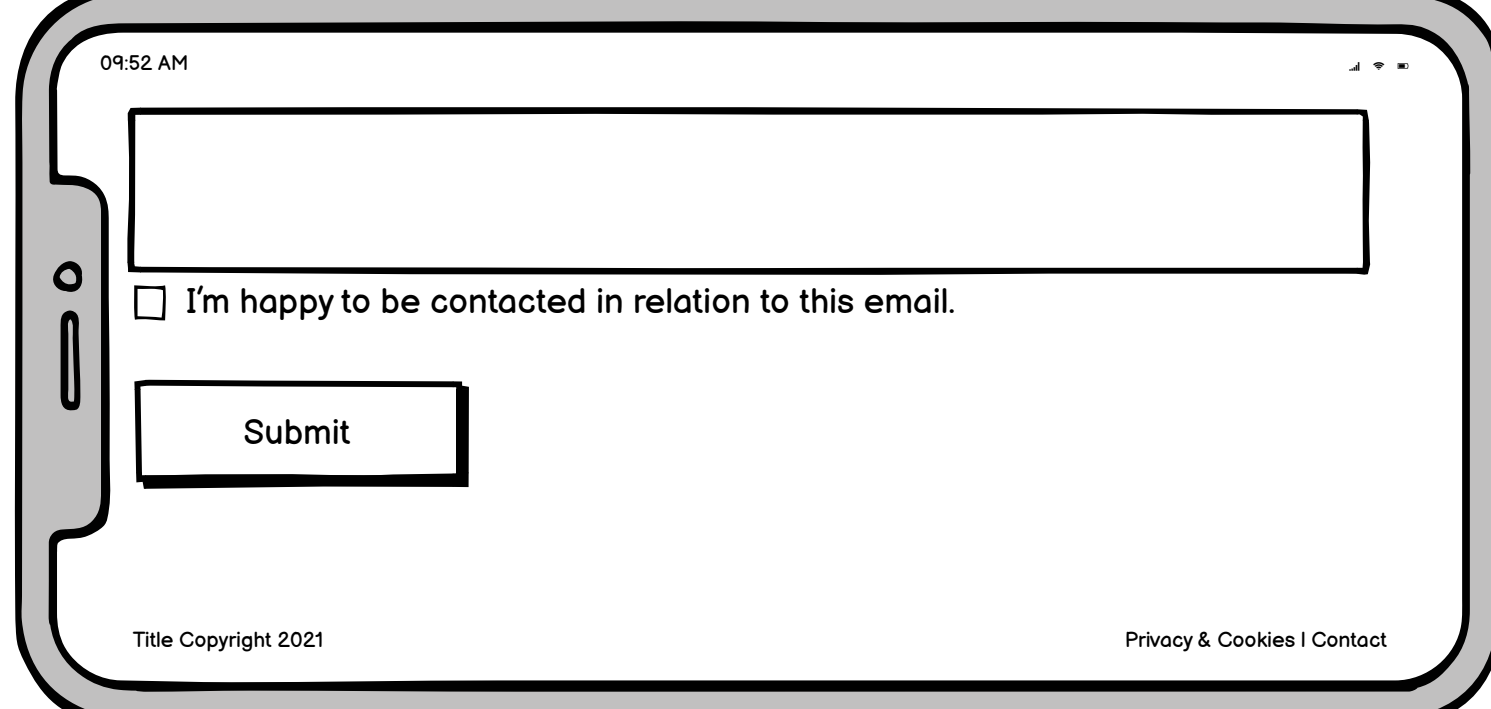 09:52 AM
I'm happy to be contacted in relation to this email.
Submit
Title Copyright 2021
Privacy & Cookies | Contact